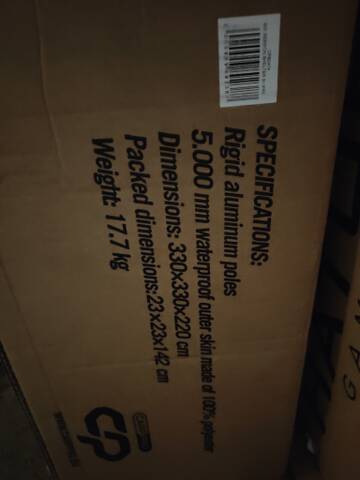 SPECIFICATIONS:
Rigid aluminum poles
5.000 mm waterproof outer skin made of 100% polyester
Dimensions: 330x330x220 cm
Packed dimensions:23x23x142 cm
Weight: 17.7 kg
CP